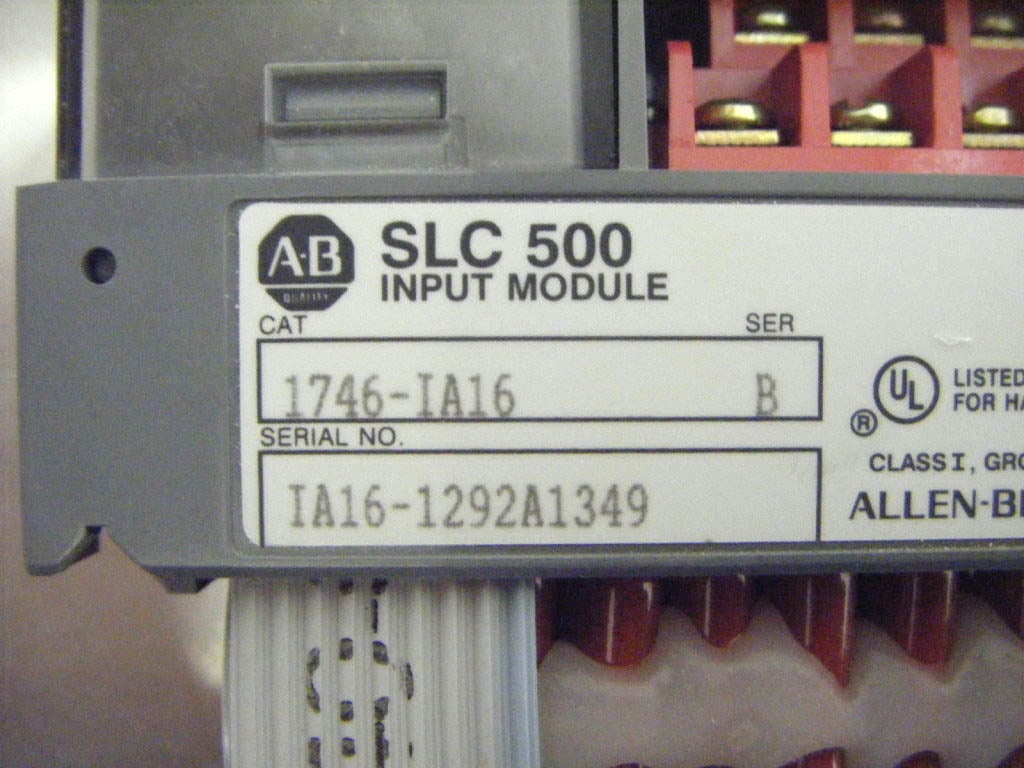 A·B
QUALITY
SLC 500
INPUT MODULE
CAT SER
1746-IA16 B
SERIAL NO.
IA16-1292A1349
UL
®
LISTED
FOR HA
CLASS I, GRO
ALLEN-B